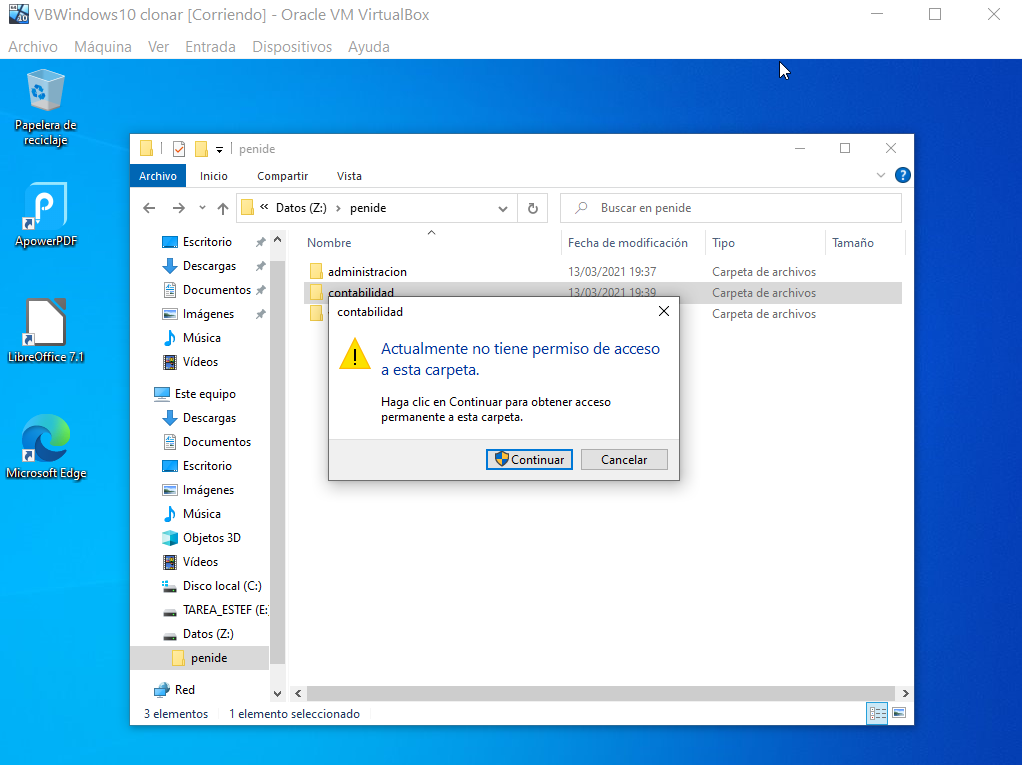 VBWindows10 clonar [Corriendo] - Oracle VM VirtualBox
Archivo Máquina Ver Entrada Dispositivos Ayuda
Papelera de
reciclaje
ApowerPDF
LibreOffice 7.1
Microsoft Edge
penide
Archivo Inicio Compartir Vista
« Datos (Z:) › penide
Buscar en penide
Escritorio
Descargas
Documentos
Imágenes
Música
Vídeos
Este equipo
Descargas
Documentos
Escritorio
Imágenes
Música
Objetos 3D
Vídeos
Disco local (C:)
TAREA_ESTEF (E:
Datos (Z:)
penide
Red
Nombre Fecha de modificación Tipo Tamaño
administracion 13/03/2021 19:37 Carpeta de archivos
contabilidad 13/03/2021 19:39 Carpeta de archivos
Carpeta de archivos
contabilidad
Actualmente no tiene permiso de acceso
a esta carpeta.
Haga clic en Continuar para obtener acceso
permanente a esta carpeta.
Continuar Cancelar
3 elementos 1 elemento seleccionado